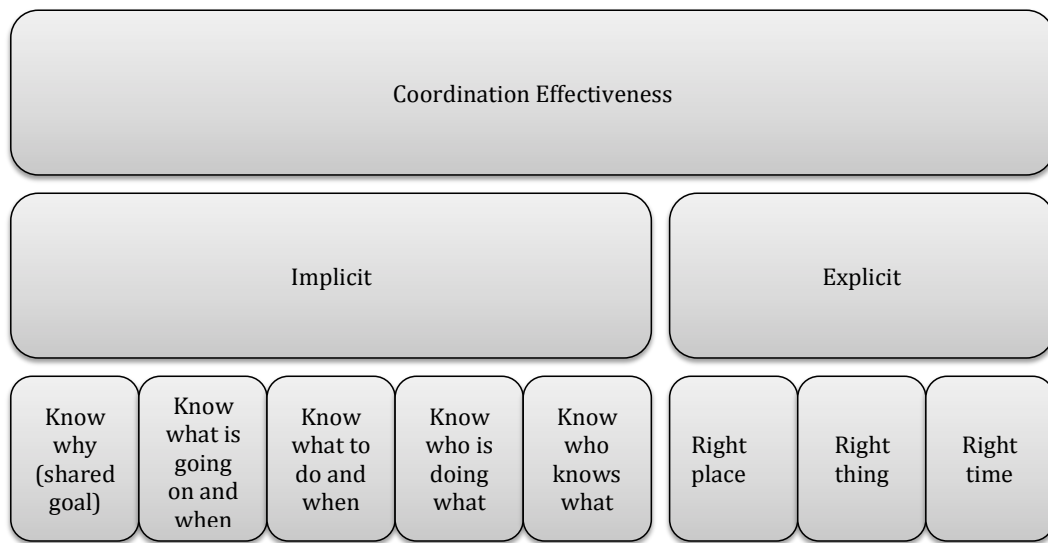 Coordination Effectiveness
Implicit
Explicit
Know
why
(shared
goal)
Know
what is
going
on and
when
Know
what to
do and
when
Know
who is
doing
what
Know
who
knows
what
Right
place
Right
thing
Right
time